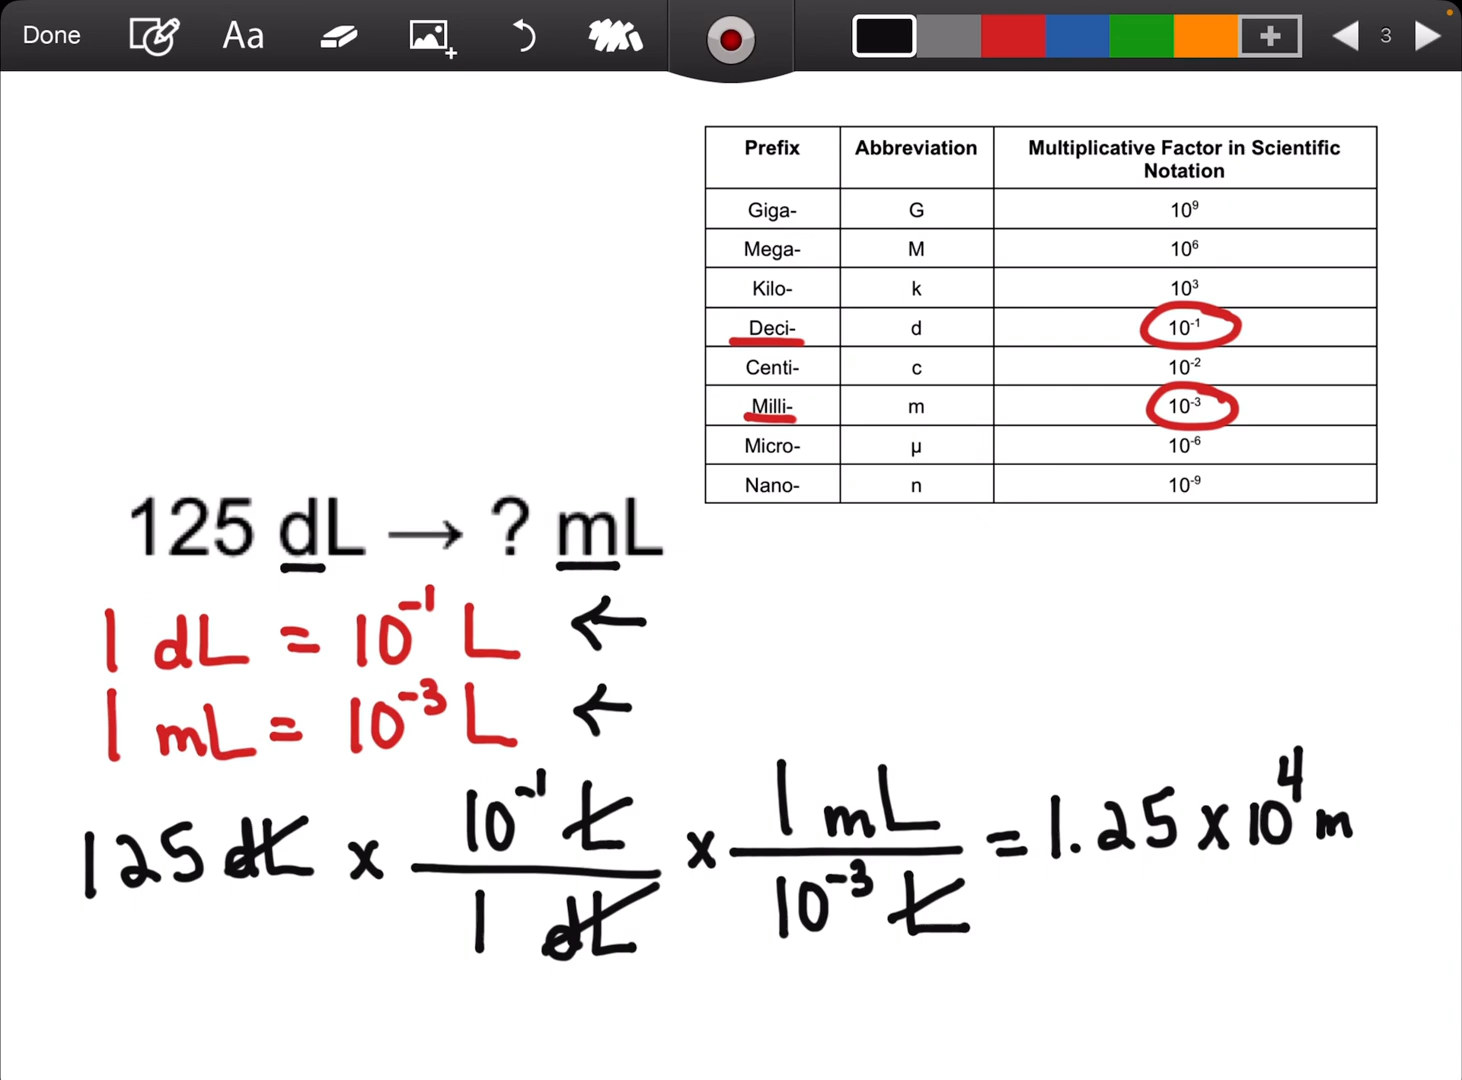 Done Aa 3
Prefix Abbreviation Multiplicative Factor in Scientific Notation
Giga- G 10⁹
Mega- M 10⁶
Kilo- k 10³
Deci- d 10⁻¹
Centi- c 10⁻²
Milli- m 10⁻³
Micro- µ 10⁻⁶
Nano- n 10⁻⁹
125 dL → ? mL
1 dL = 10⁻¹ L ←
1 mL = 10⁻³ L ←
125 dL x 10⁻¹ L / 1 dL x 1 mL / 10⁻³ L = 1.25 x 10⁴ m